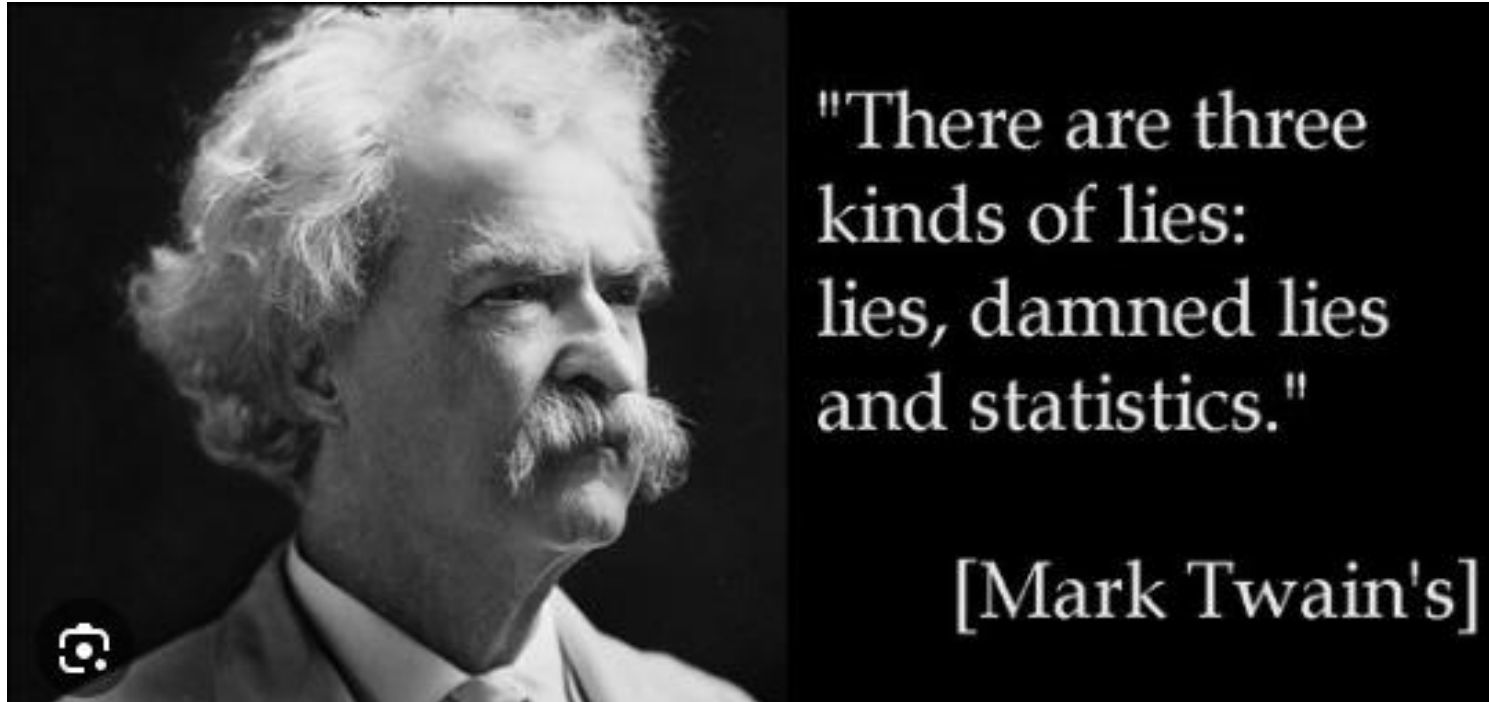 "There are three
kinds of lies:
lies, damned lies
and statistics."
[Mark Twain's]